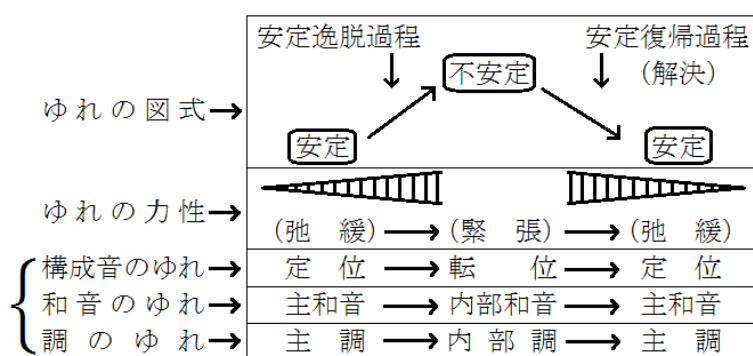 安定逸脱過程 安定復帰過程
不安定 (解決)
ゆれの図式→
安定 安定
ゆれの力性→
(弛緩)→(緊張)→(弛緩)
構成音のゆれ→ 定位→転位→定位
和音のゆれ→ 主和音→内部和音→主和音
調のゆれ→ 主調→内部調→主調